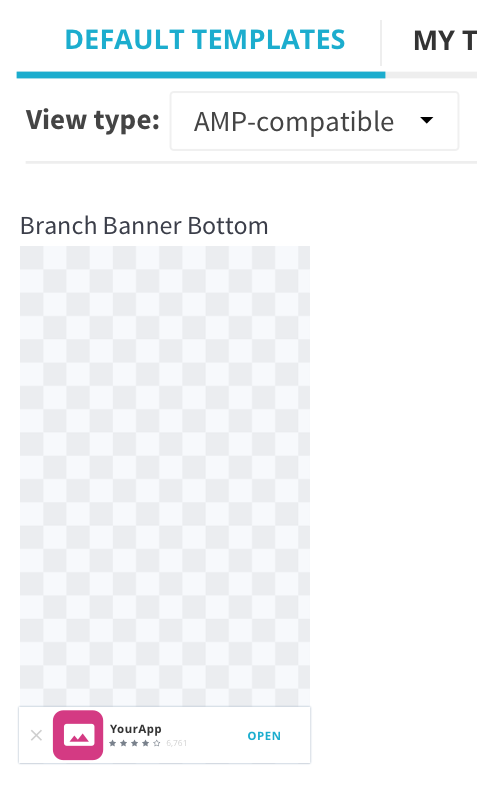 DEFAULT TEMPLATES MY T
View type: AMP-compatible
Branch Banner Bottom
YourApp
6,761
OPEN